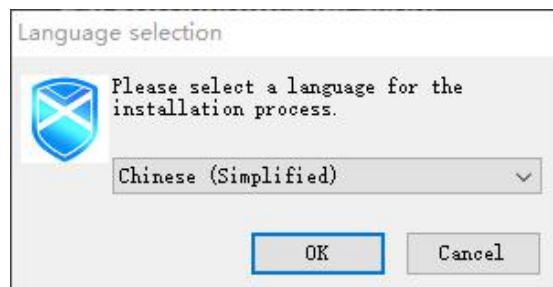 Language selection
Please select a language for the
installation process.
Chinese (Simplified)
OK
Cancel